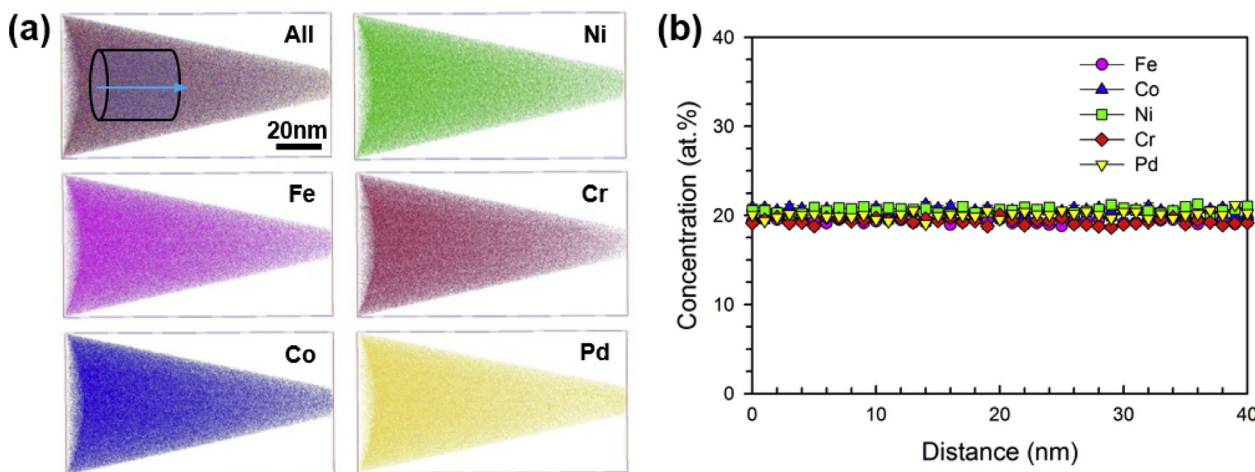 (a)
All
Ni
20nm
Fe
Cr
Co
Pd
(b)
Concentration (at.%)
40
30
20
10
0
Fe
Co
Ni
Cr
Pd
0 10 20 30 40
Distance (nm)